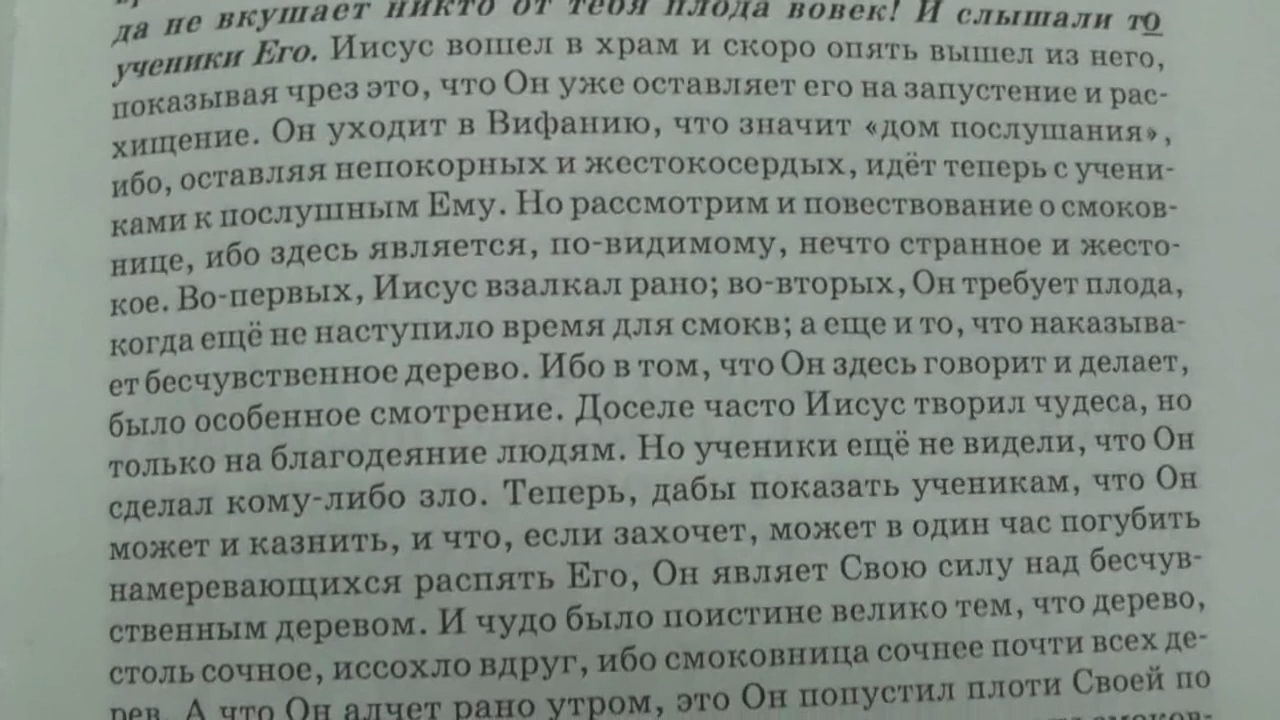 да не вкушает никто от тебя плода вовек! И слышали то
ученики Его. Иисус вошел в храм и скоро опять вышел из него,
показывая чрез это, что Он уже оставляет его на запустение и рас-
хищение. Он уходит в Вифанию, что значит «дом послушания»,
ибо, оставляя непокорных и жестокосердых, идёт теперь с учени-
ками к послушным Ему. Но рассмотрим и повествование о смоков-
нице, ибо здесь является, по-видимому, нечто странное и жесто-
кое. Во-первых, Иисус взалкал рано; во-вторых, Он требует плода,
когда ещё не наступило время для смокв; а еще и то, что наказыва-
ет бесчувственное дерево. Ибо в том, что Он здесь говорит и делает,
было особенное смотрение. Доселе часто Иисус творил чудеса, но
только на благодеяние людям. Но ученики ещё не видели, что Он
сделал кому-либо зло. Теперь, дабы показать ученикам, что Он
может и казнить, и что, если захочет, может в один час погубить
намеревающихся распять Его, Он являет Свою силу над бесчув-
ственным деревом. И чудо было поистине велико тем, что дерево,
столь сочное, иссохло вдруг, ибо смоковница сочнее почти всех де-
рев. А что Он алчет рано утром, это Он попустил плоти Своей по